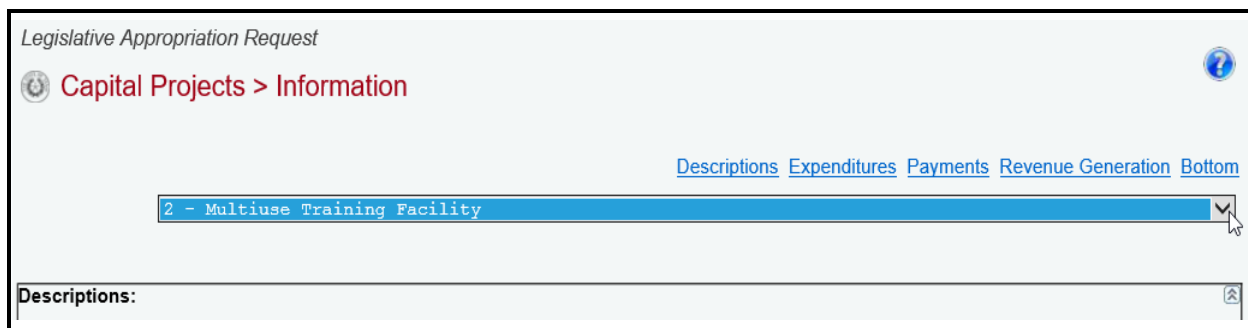 Legislative Appropriation Request
Capital Projects > Information
Descriptions Expenditures Payments Revenue Generation Bottom
2 - Multiuse Training Facility
Descriptions: